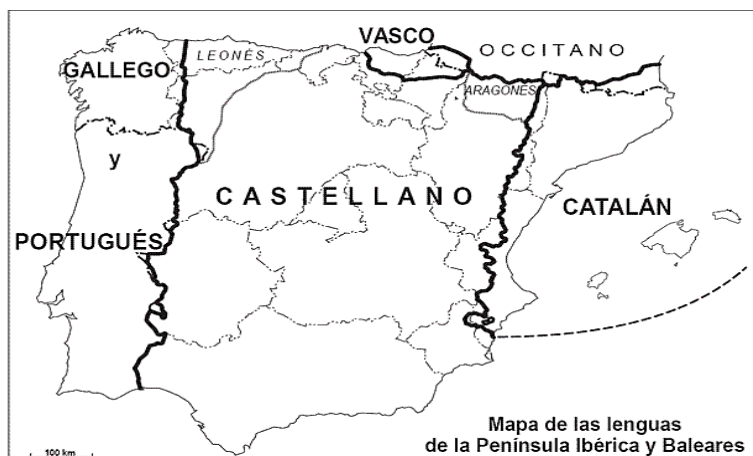 VASCO
OCCITANO
LEONÉS
GALLEGO
ARAGONÉS
y
CASTELLANO
CATALÁN
PORTUGUÉS
Mapa de las lenguas
de la Península Ibérica y Baleares
100 km